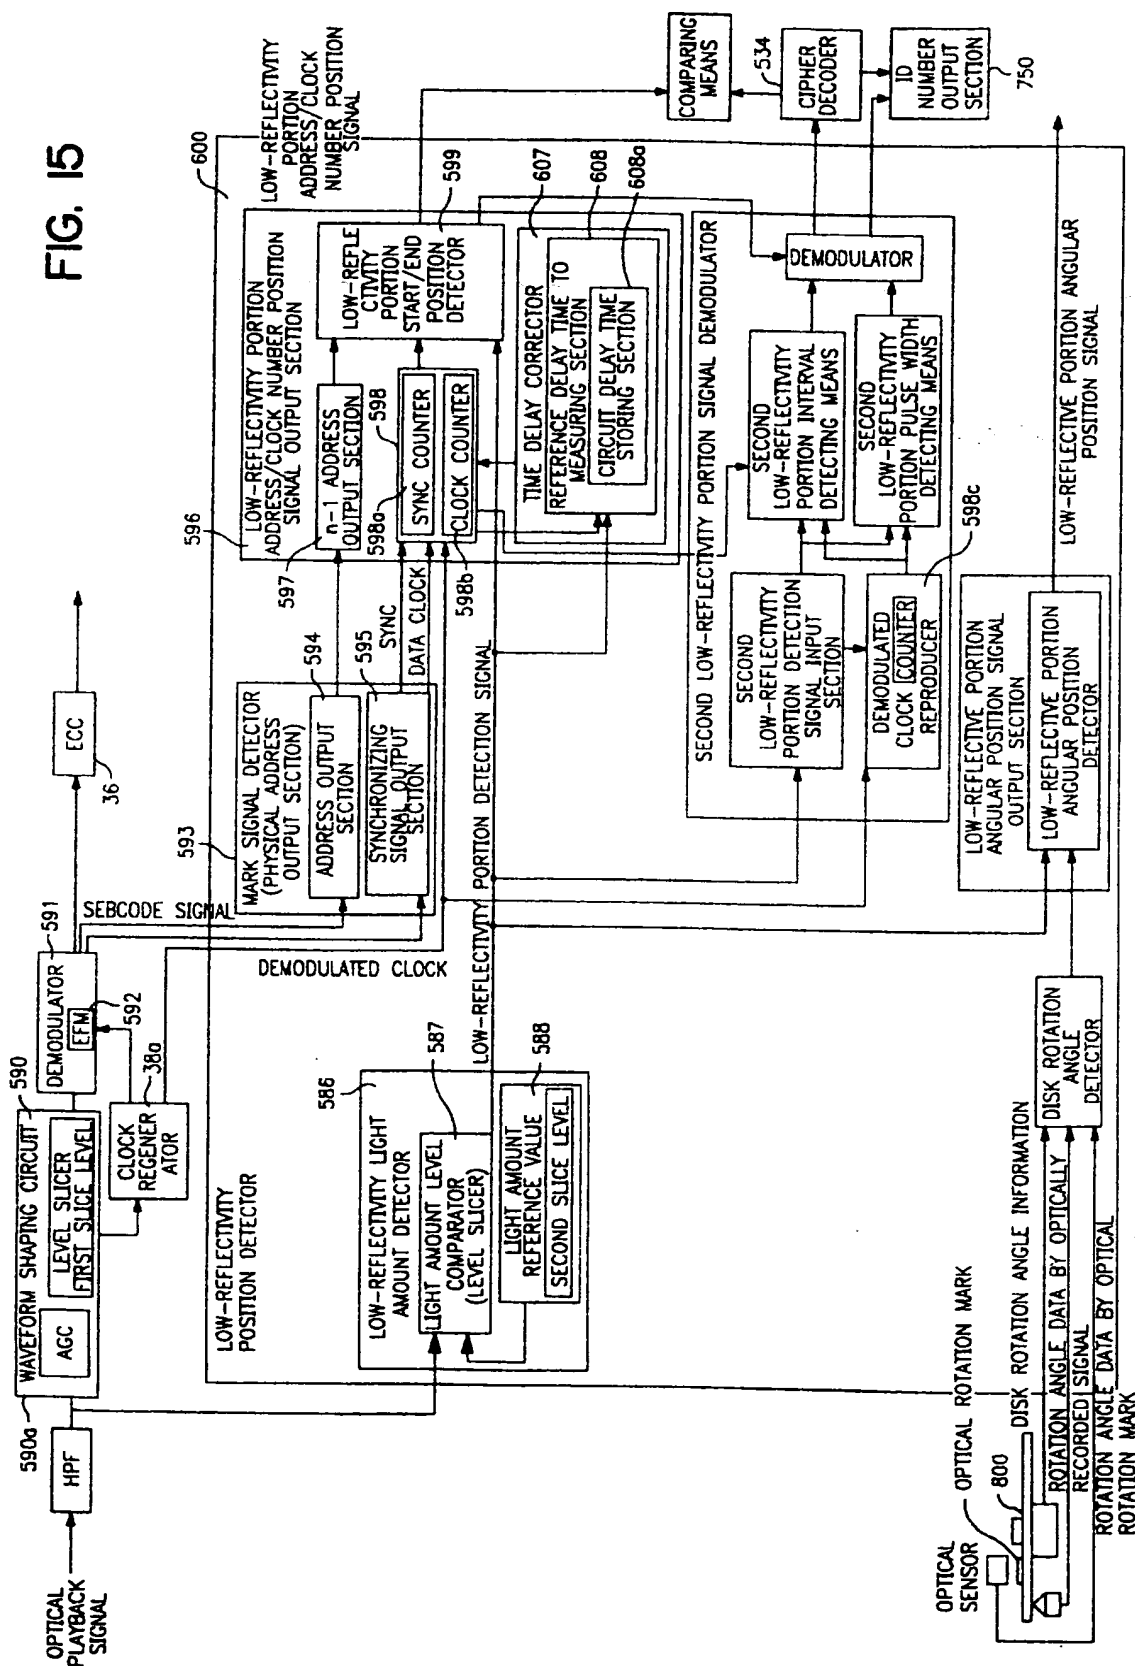 FIG. 15
OPTICAL
PLAYBACK
SIGNAL
HPF
590a
WAVEFORM SHAPING CIRCUIT
AGC
LEVEL SLICER
FIRST SLICE LEVEL
590
DEMODULATOR
EFM
591
592
38a
CLOCK
REGENER
ATOR
ECC
36
SEBCODE SIGNAL
DEMODULATED CLOCK
LOW-REFLECTIVITY
POSITION DETECTOR
600
586
LOW-REFLECTIVITY LIGHT
AMOUNT DETECTOR
587
LIGHT AMOUNT LEVEL
COMPARATOR
(LEVEL SLICER)
588
LIGHT AMOUNT
REFERENCE VALUE
SECOND SLICE LEVEL
LOW-REFLECTIVITY PORTION DETECTION SIGNAL
593
MARK SIGNAL DETECTOR
(PHYSICAL ADDRESS
OUTPUT SECTION)
594
ADDRESS OUTPUT
SECTION
595
SYNCHRONIZING
SIGNAL OUTPUT
SECTION
SYNC
DATA CLOCK
596
LOW-REFLECTIVITY PORTION
ADDRESS/CLOCK NUMBER POSITION
SIGNAL OUTPUT SECTION
597
n-1 ADDRESS
OUTPUT SECTION
598
598a
SYNC COUNTER
CLOCK COUNTER
598b
599
LOW-REFLE
CTIVITY
PORTION
START/END
POSITION
DETECTOR
LOW-REFLECTIVITY
PORTION
ADDRESS/CLOCK
NUMBER POSITION
SIGNAL
607
TIME DELAY CORRECTOR
608
REFERENCE DELAY TIME TO
MEASURING SECTION
608a
CIRCUIT DELAY TIME
STORING SECTION
COMPARING
MEANS
534
CIPHER
DECODER
ID
NUMBER
OUTPUT
SECTION
750
SECOND LOW-REFLECTIVITY PORTION SIGNAL DEMODULATOR
SECOND
LOW-REFLECTIVITY
PORTION DETECTION
SIGNAL INPUT
SECTION
DEMODULATED
CLOCK COUNTER
REPRODUCER
598c
SECOND
LOW-REFLECTIVITY
PORTION INTERVAL
DETECTING MEANS
SECOND
LOW-REFLECTIVITY
PORTION PULSE WIDTH
DETECTING MEANS
DEMODULATOR
LOW-REFLECTIVE PORTION
ANGULAR POSITION SIGNAL
OUTPUT SECTION
LOW-REFLECTIVE PORTION
ANGULAR POSITION
DETECTOR
LOW-REFLECTIVE PORTION ANGULAR
POSITION SIGNAL
DISK ROTATION
ANGLE
DETECTOR
OPTICAL
SENSOR
OPTICAL ROTATION MARK
800
DISK ROTATION ANGLE INFORMATION
ROTATION ANGLE DATA BY OPTICALLY
RECORDED SIGNAL
ROTATION ANGLE DATA BY OPTICAL
ROTATION MARK